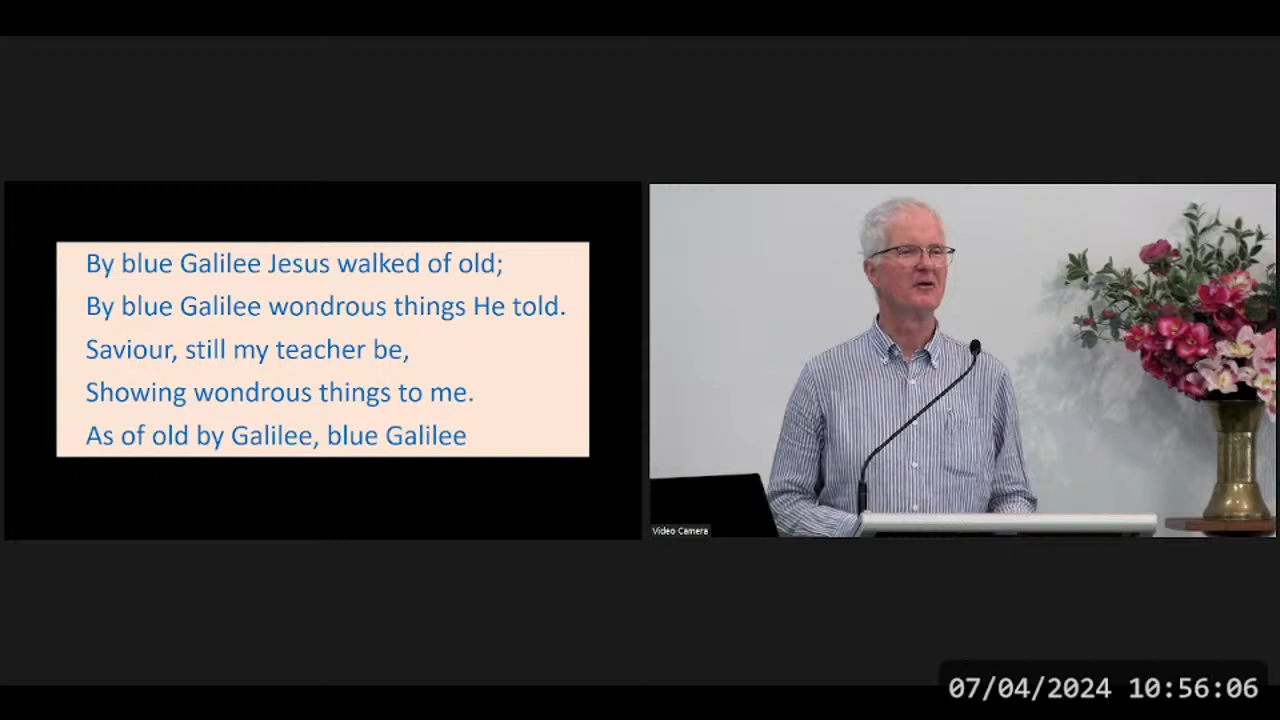 By blue Galilee Jesus walked of old;
By blue Galilee wondrous things He told.
Saviour, still my teacher be,
Showing wondrous things to me.
As of old by Galilee, blue Galilee
Video Camera
07/04/2024 10:56:06